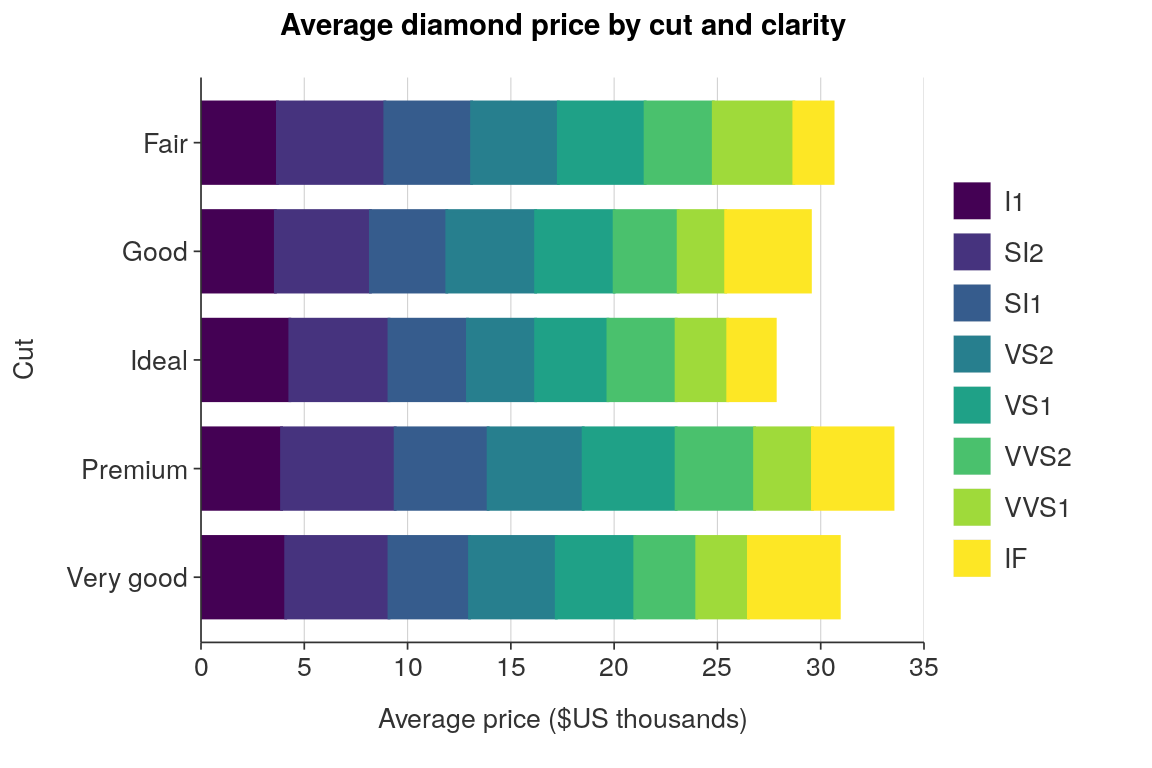 Average diamond price by cut and clarity
Cut
Fair
Good
Ideal
Premium
Very good
0 5 10 15 20 25 30 35
Average price ($US thousands)
I1
SI2
SI1
VS2
VS1
VVS2
VVS1
IF